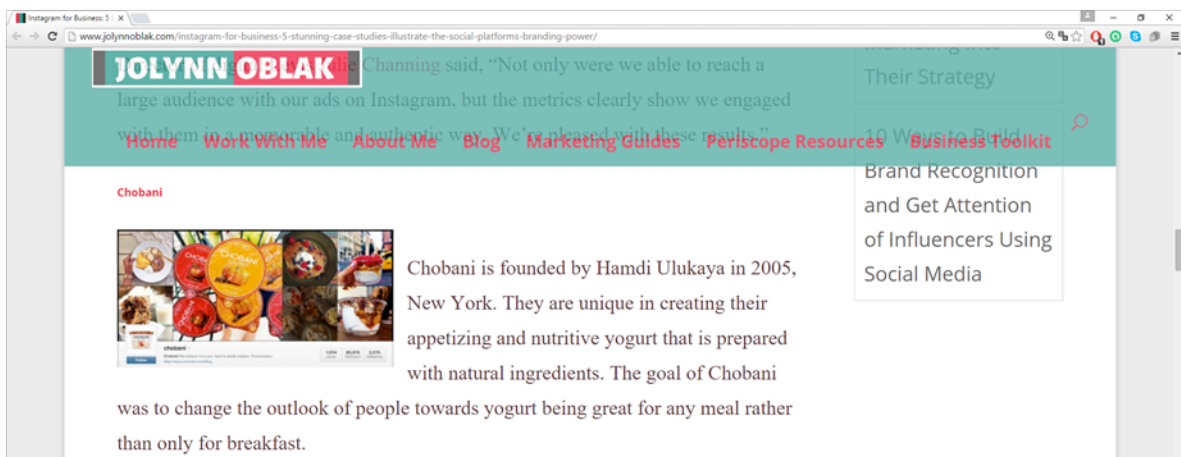 Instagram for Business: 5
www.jolynnoblak.com/instagram-for-business-5-stunning-case-studies-illustrate-the-social-platforms-branding-power/
JOLYNN OBLAK
Channing said, “Not only were we able to reach a
large audience with our ads on Instagram, but the metrics clearly show we engaged
with them in a memorable and authentic way. We’re pleased with these results.”
Home Work With Me About Me Blog Marketing Guides Periscope Resources Business Toolkit
Marketing Into
Their Strategy
10 Ways to Build
Brand Recognition
and Get Attention
of Influencers Using
Social Media
Chobani
CHOBANI
chobani
Follow
Chobani is founded by Hamdi Ulukaya in 2005,
New York. They are unique in creating their
appetizing and nutritive yogurt that is prepared
with natural ingredients. The goal of Chobani
was to change the outlook of people towards yogurt being great for any meal rather
than only for breakfast.